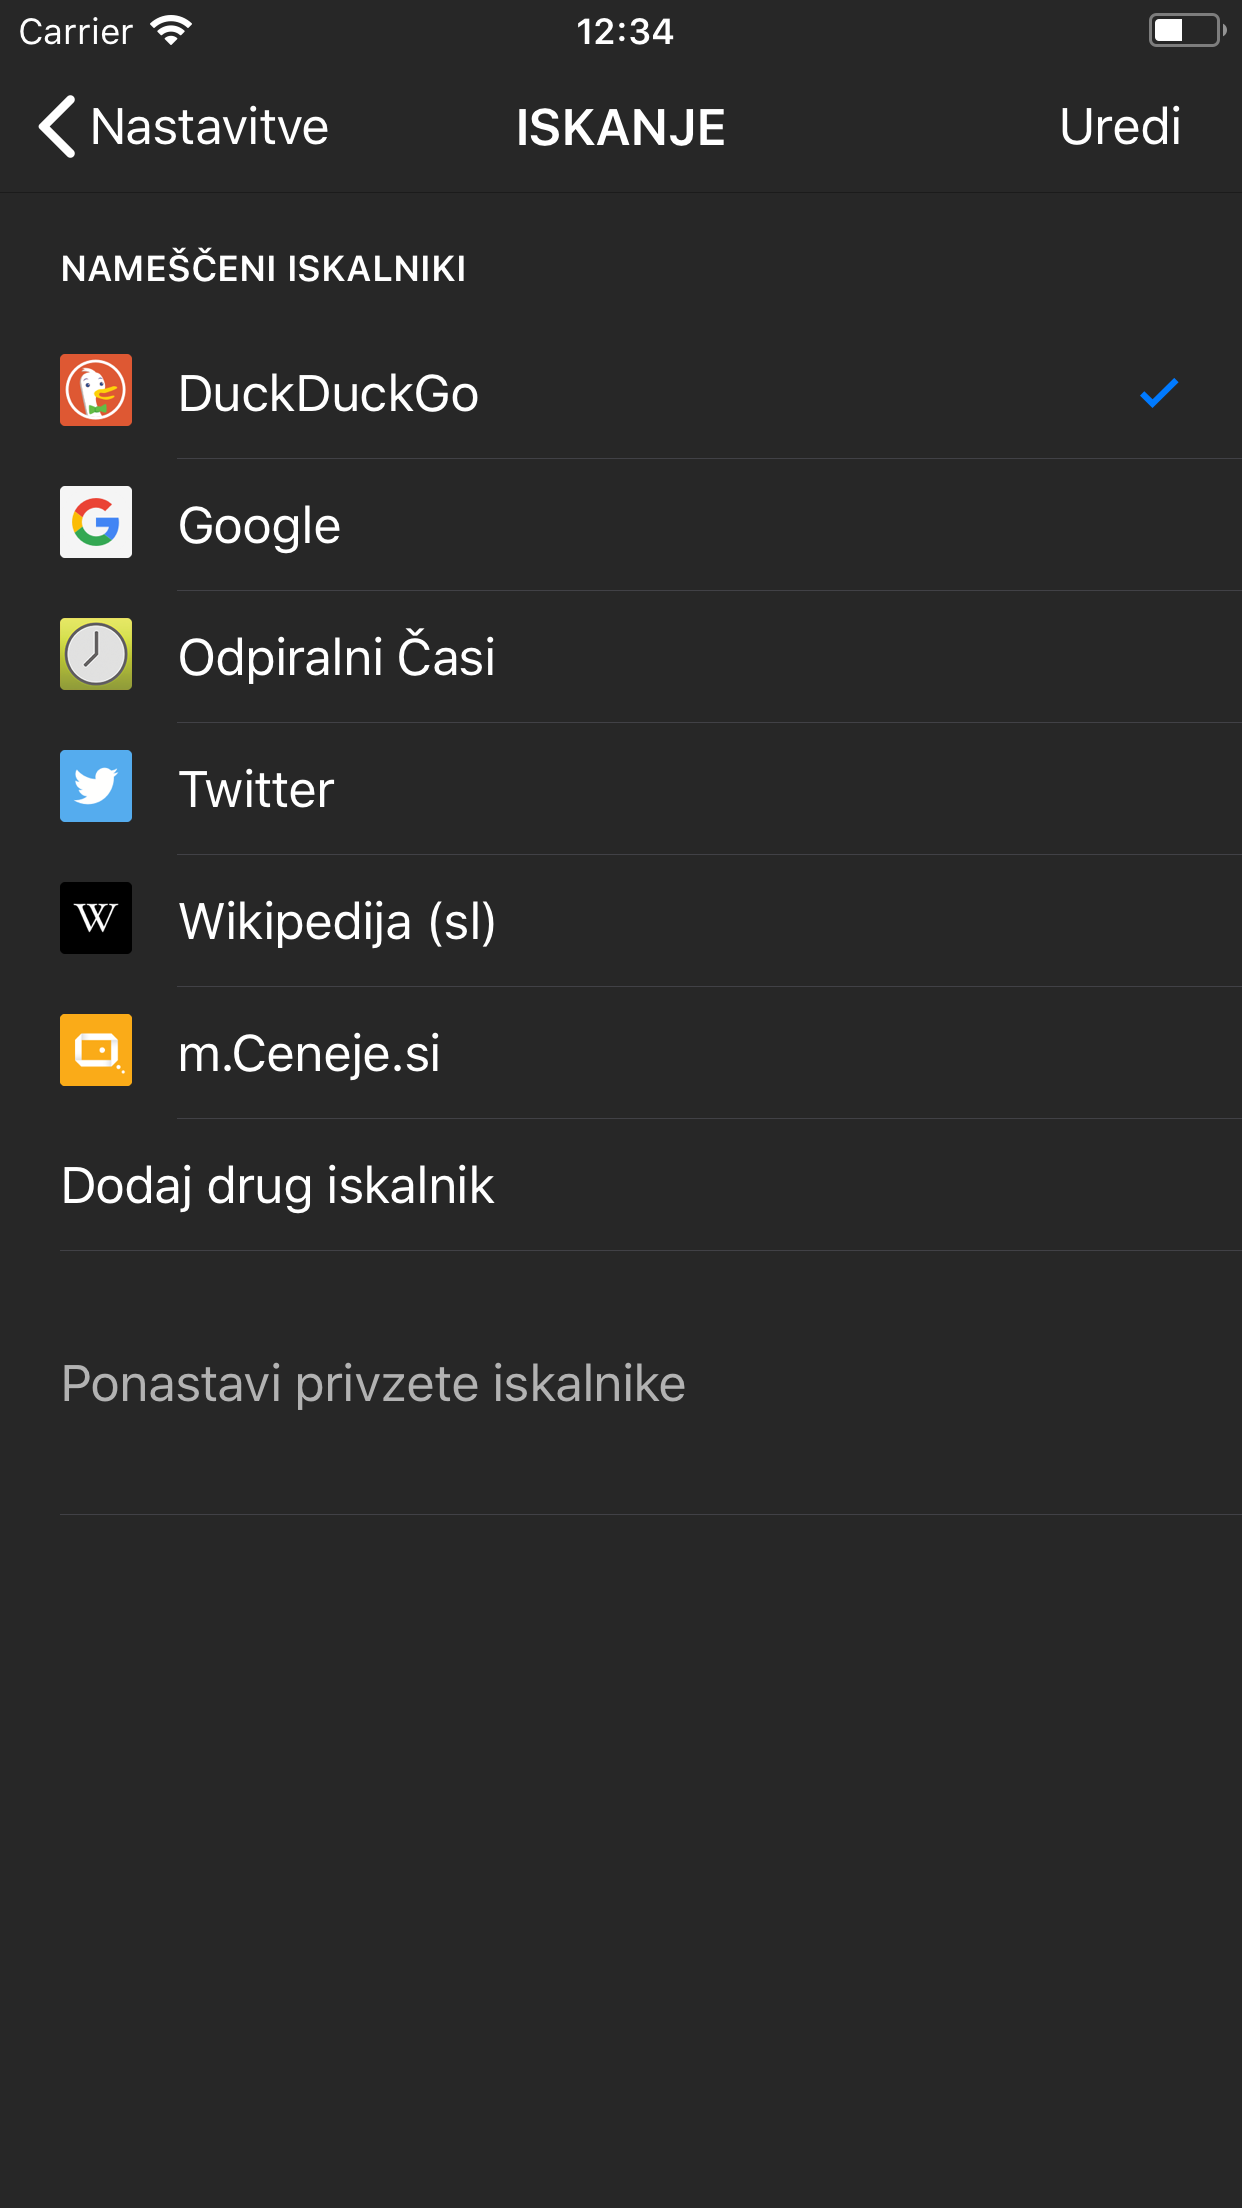 Carrier 12:34
Nastavitve ISKANJE Uredi
NAMEŠČENI ISKALNIKI
DuckDuckGo
Google
Odpiralni Časi
Twitter
W Wikipedija (sl)
m.Ceneje.si
Dodaj drug iskalnik
Ponastavi privzete iskalnike